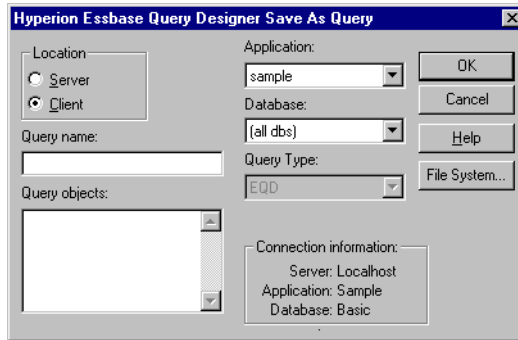 Hyperion Essbase Query Designer Save As Query
Location
Server
Client
Query name:
Query objects:
Application:
sample
Database:
(all dbs)
Query Type:
EQD
Connection information:
Server: Localhost
Application: Sample
Database: Basic
OK
Cancel
Help
File System...